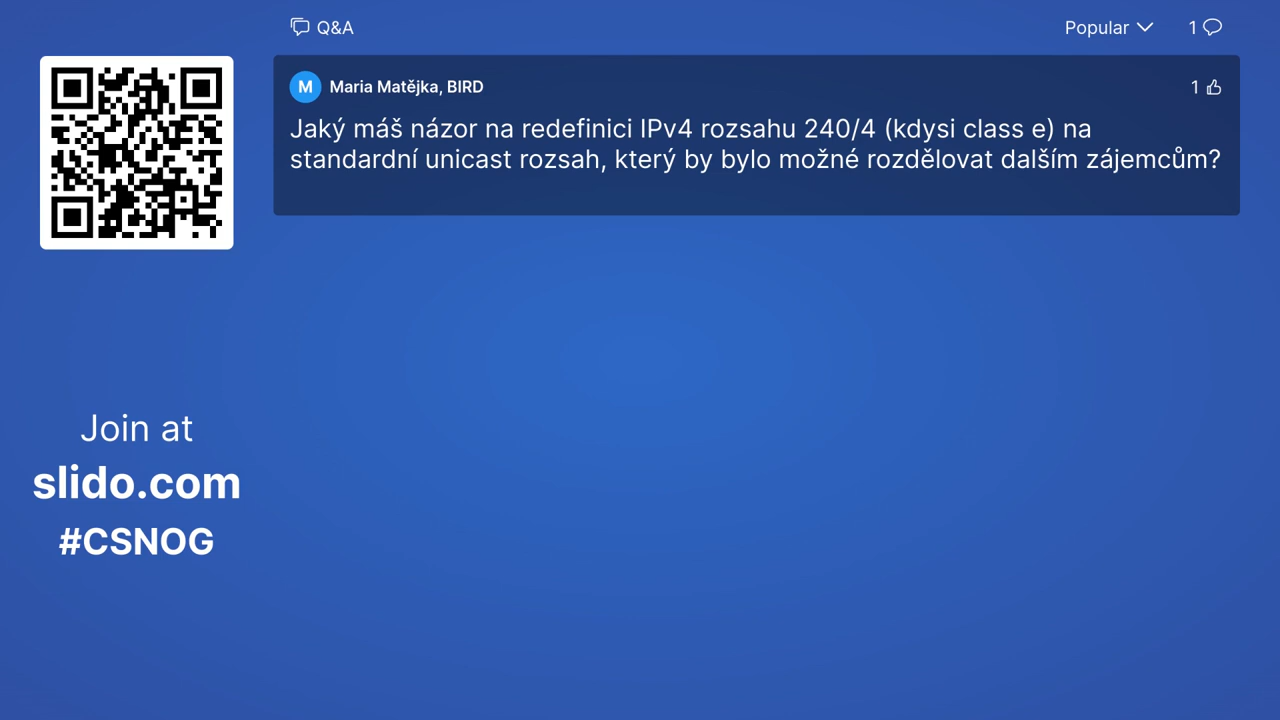 Q&A
Popular
1
Maria Matějka, BIRD
M
1
Jaký máš názor na redefinici IPv4 rozsahu 240/4 (kdysi class e) na
standardní unicast rozsah, který by bylo možné rozdělovat dalším zájemcům?
Join at
slido.com
#CSNOG